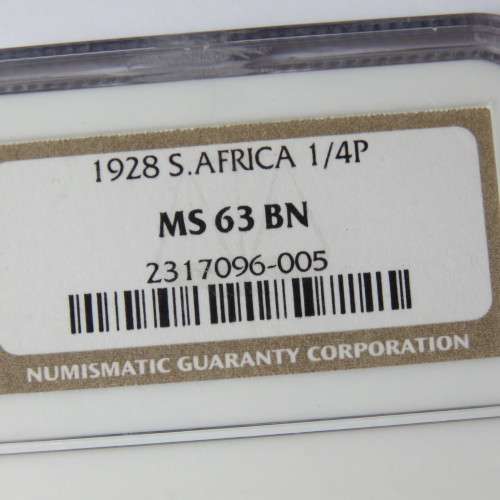 1928 S.AFRICA 1/4P
MS 63 BN
2317096-005
NUMISMATIC GUARANTY CORPORATION